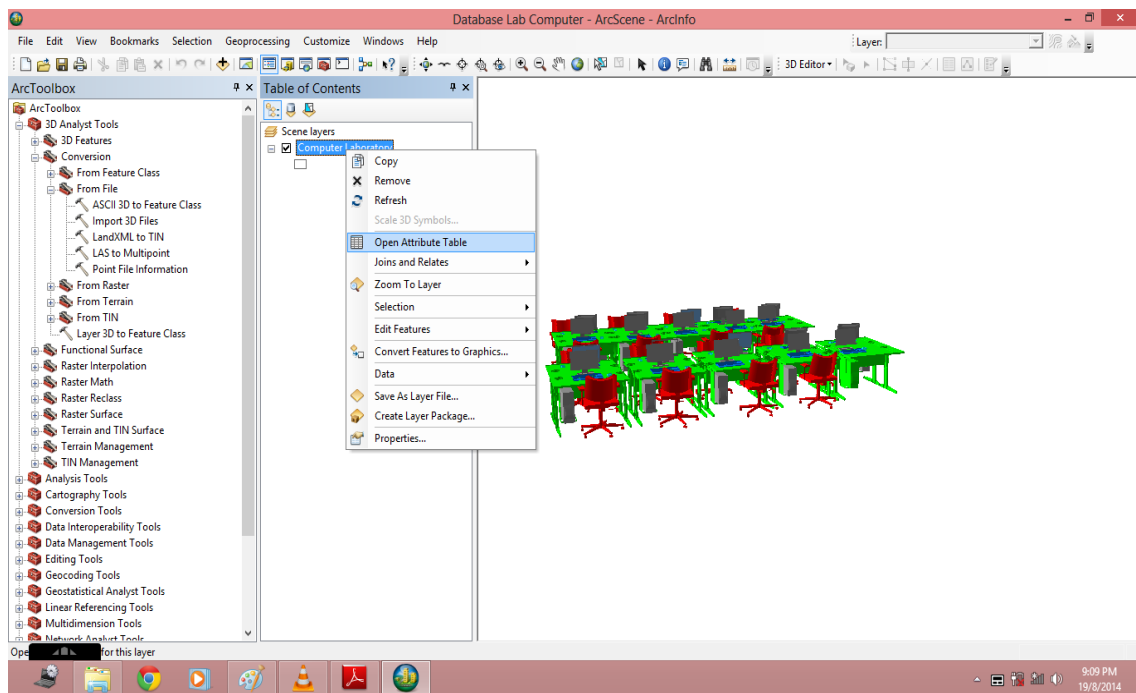 Database Lab Computer - ArcScene - ArcInfo
File Edit View Bookmarks Selection Geoprocessing Customize Windows Help
Layer:
3D Editor
ArcToolbox
ArcToolbox
3D Analyst Tools
3D Features
Conversion
From Feature Class
From File
ASCII 3D to Feature Class
Import 3D Files
LandXML to TIN
LAS to Multipoint
Point File Information
From Raster
From Terrain
From TIN
Layer 3D to Feature Class
Functional Surface
Raster Interpolation
Raster Math
Raster Reclass
Raster Surface
Terrain and TIN Surface
Terrain Management
TIN Management
Analysis Tools
Cartography Tools
Conversion Tools
Data Interoperability Tools
Data Management Tools
Editing Tools
Geocoding Tools
Geostatistical Analyst Tools
Linear Referencing Tools
Multidimension Tools
Network Analyst Tools
Table of Contents
Scene layers
Computer Laboratory
Copy
Remove
Refresh
Scale 3D Symbols...
Open Attribute Table
Joins and Relates
Zoom To Layer
Selection
Edit Features
Convert Features to Graphics...
Data
Save As Layer File...
Create Layer Package...
Properties...
Ope for this layer
9:09 PM
19/8/2014